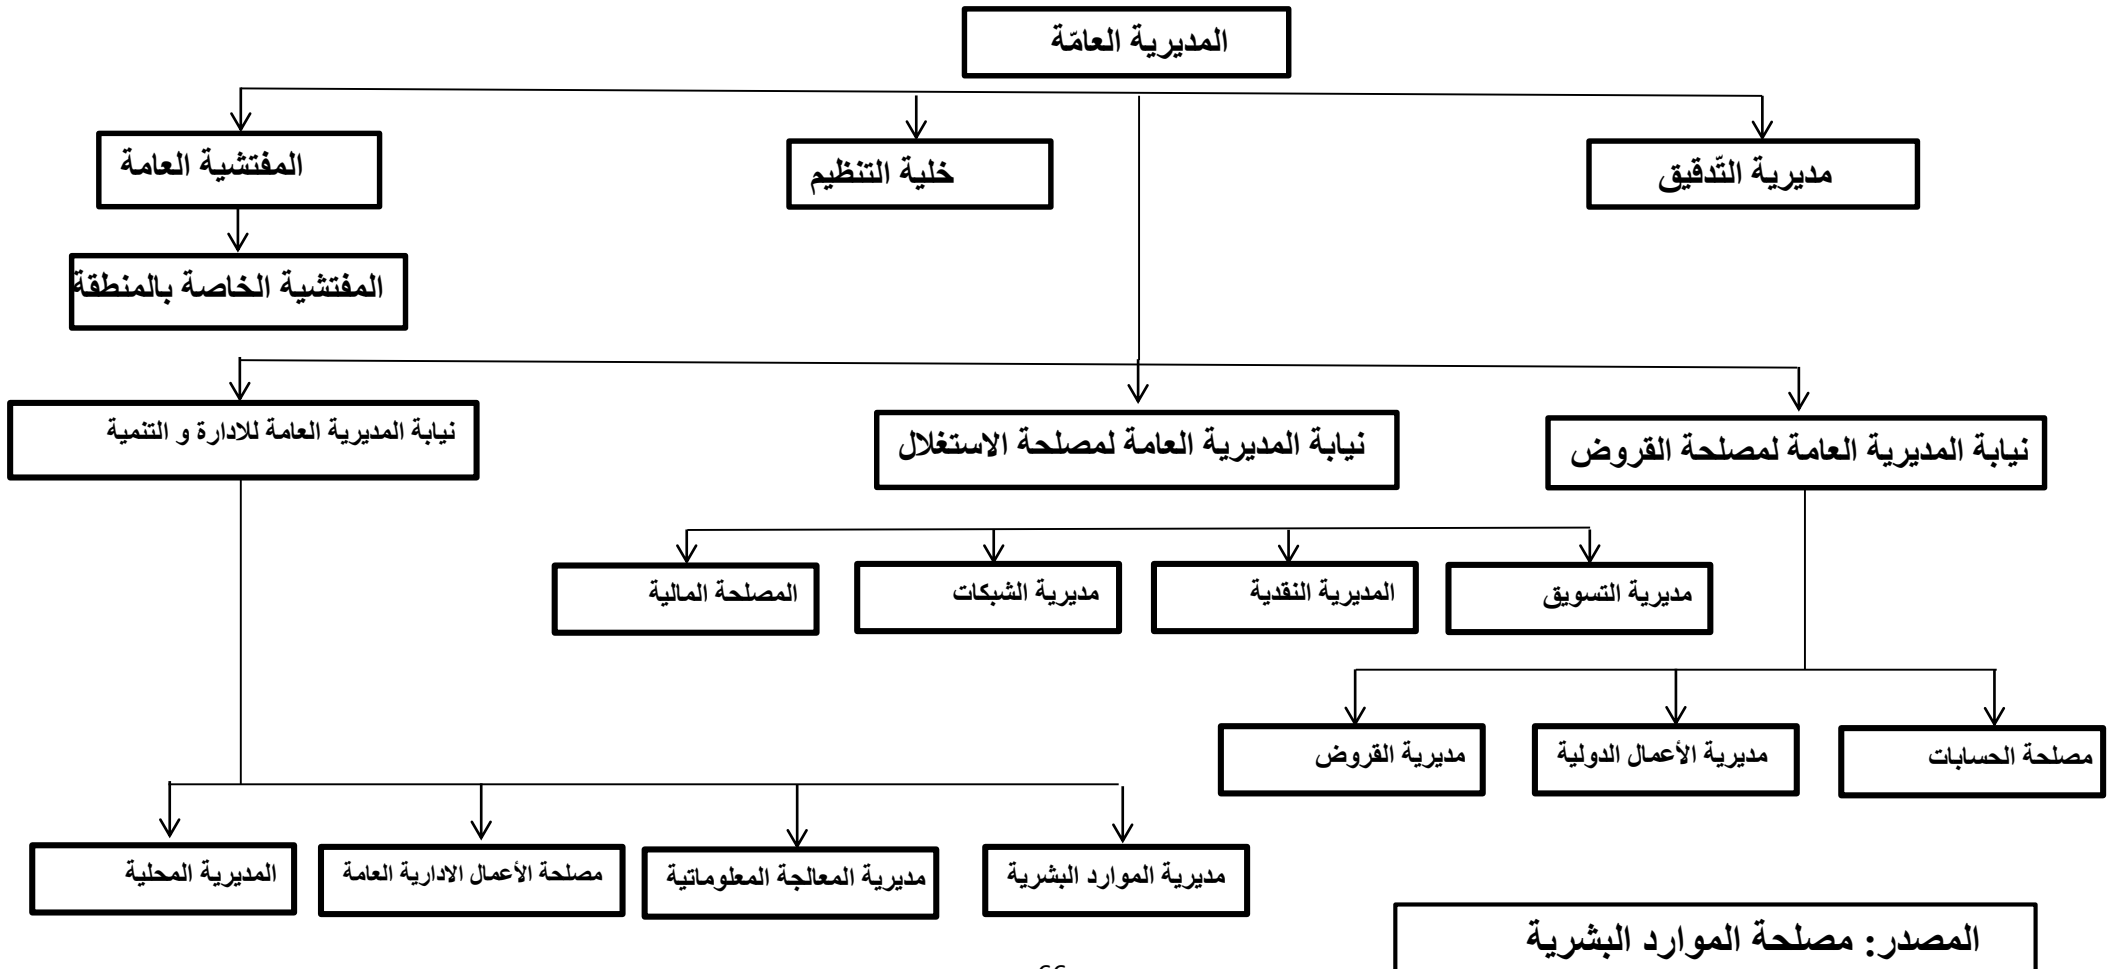 المديرية العامّة
مديرية التّدقيق
خلية التنظيم
المفتشية العامة
المفتشية الخاصة بالمنطقة
نيابة المديرية العامة لمصلحة القروض
نيابة المديرية العامة لمصلحة الاستغلال
نيابة المديرية العامة للادارة و التنمية
مديرية التسويق
المديرية النقدية
مديرية الشبكات
المصلحة المالية
مصلحة الحسابات
مديرية الأعمال الدولية
مديرية القروض
مديرية الموارد البشرية
مديرية المعالجة المعلوماتية
مصلحة الأعمال الادارية العامة
المديرية المحلية
المصدر: مصلحة الموارد البشرية